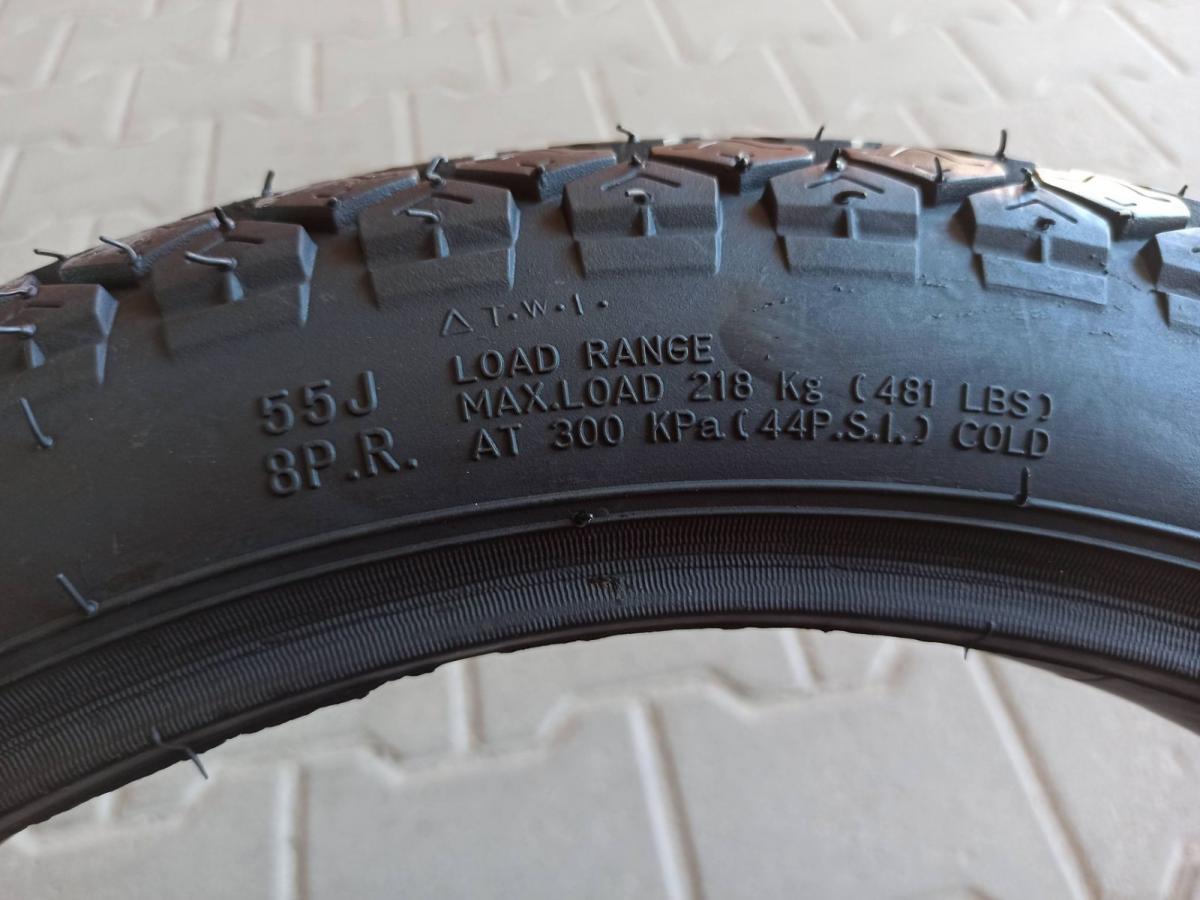 △ T.W.I.
LOAD RANGE
55J
8P.R.
MAX.LOAD 218 Kg (481 LBS)
AT 300 KPa (44P.S.I.) COLD